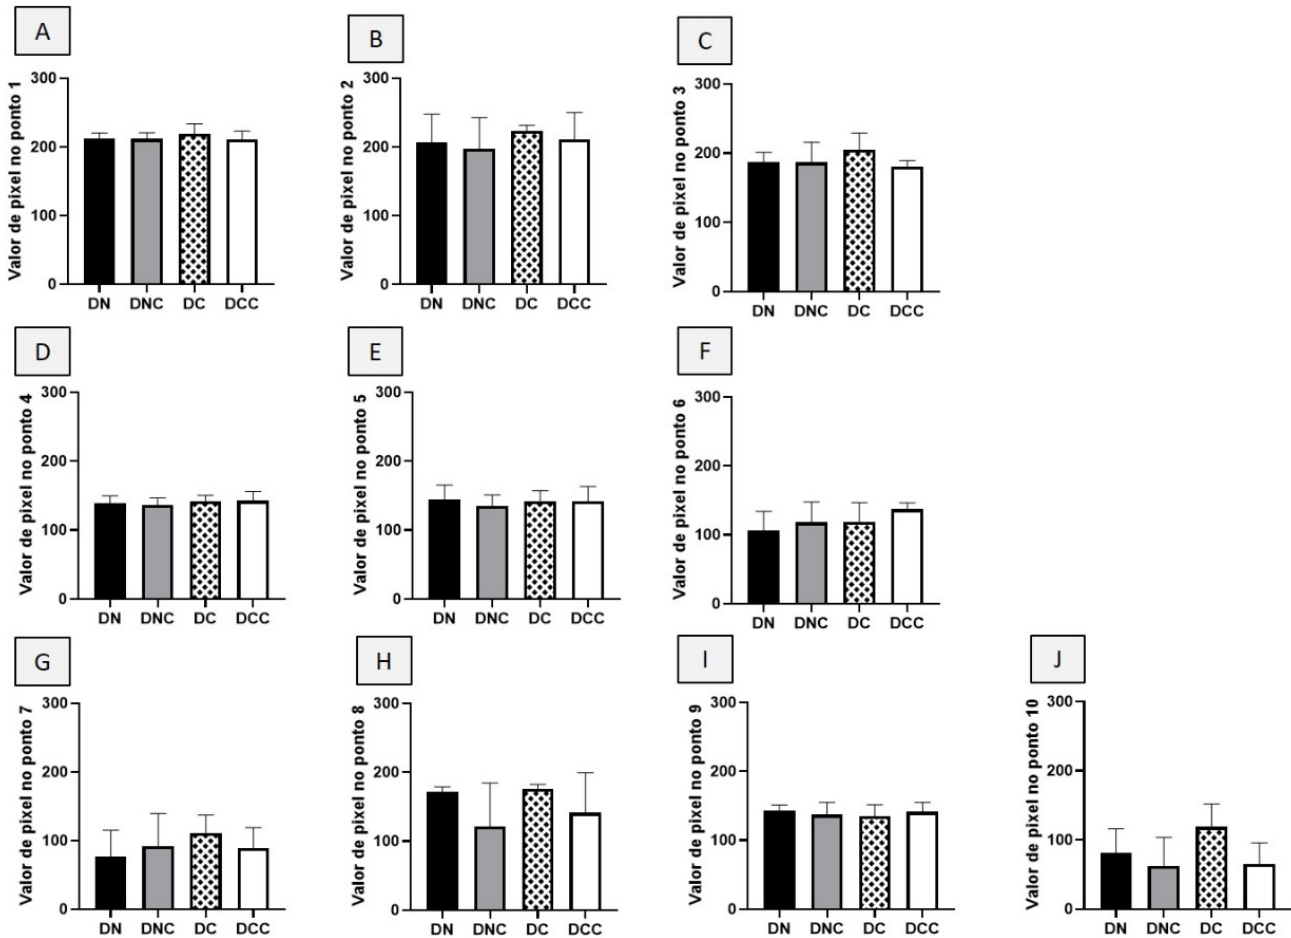 A
Valor de pixel no ponto 1
300
200
100
0
DN DNC DC DCC
B
Valor de pixel no ponto 2
300
200
100
0
DN DNC DC DCC
C
Valor de pixel no ponto 3
300
200
100
0
DN DNC DC DCC
D
Valor de pixel no ponto 4
300
200
100
0
DN DNC DC DCC
E
Valor de pixel no ponto 5
300
200
100
0
DN DNC DC DCC
F
Valor de pixel no ponto 6
300
200
100
0
DN DNC DC DCC
G
Valor de pixel no ponto 7
300
200
100
0
DN DNC DC DCC
H
Valor de pixel no ponto 8
300
200
100
0
DN DNC DC DCC
I
Valor de pixel no ponto 9
300
200
100
0
DN DNC DC DCC
J
Valor de pixel no ponto 10
300
200
100
0
DN DNC DC DCC